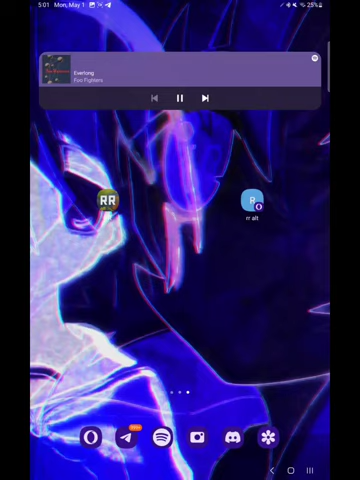 5:01 Mon, May 1
25%
Everlong
Foo Fighters
RR
R
rr alt